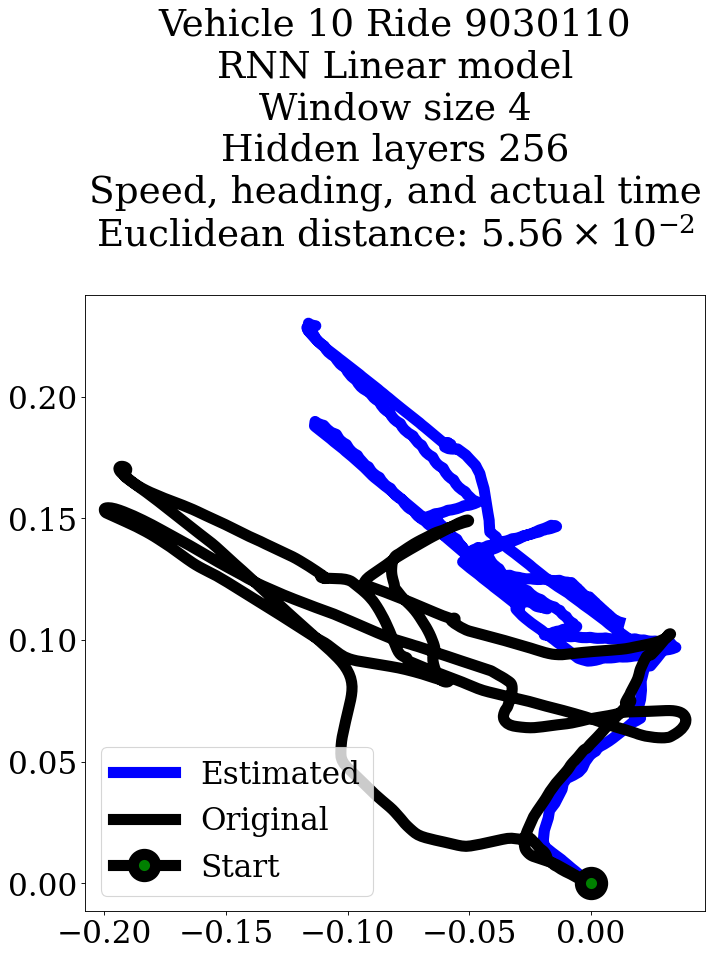 Vehicle 10 Ride 9030110
RNN Linear model
Window size 4
Hidden layers 256
Speed, heading, and actual time
Euclidean distance: 5.56 × 10⁻²
0.20
0.15
0.10
0.05
0.00
Estimated
Original
Start
−0.20 −0.15 −0.10 −0.05 0.00